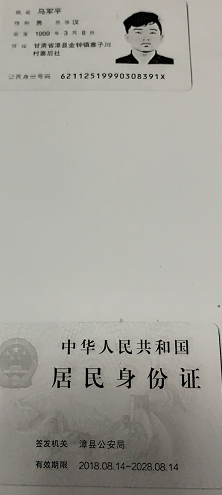 姓名 马军平
性别 男 民族 汉
出生 1999 年 3 月 8 日
住址 甘肃省漳县金钟镇寨子川
村寨后社
公民身份号码 62112519990308391X
中华人民共和国
居民身份证
签发机关 漳县公安局
有效期限 2018.08.14-2028.08.14